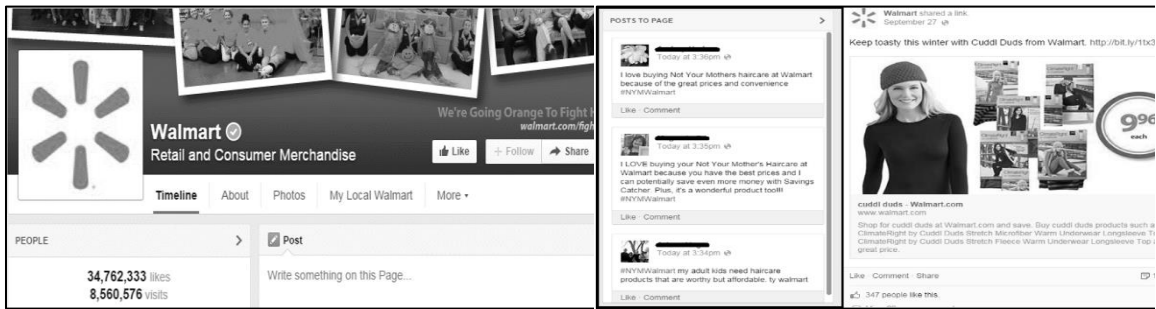 We're Going Orange To Fight
walmart.com/figh
Walmart
Retail and Consumer Merchandise
Like
+ Follow
Share
Timeline About Photos My Local Walmart More
PEOPLE >
34,762,333 likes
8,560,576 visits
Post
Write something on this Page...
POSTS TO PAGE >
Today at 3:36pm
I love buying Not Your Mothers haircare at Walmart
because of the great prices and convenience
#NYMWalmart
Like · Comment
Today at 3:35pm
I LOVE buying your Not Your Mother's Haircare at
Walmart because you have the best prices and I
can potentially save even more money with Savings
Catcher. Plus, it's a wonderful product too!!!
#NYMWalmart
Like · Comment
Today at 3:34pm
#NYMWalmart my adult kids need haircare
products that are worthy but affordable. ty walmart
Like · Comment
Walmart shared a link.
September 27
Keep toasty this winter with Cuddl Duds from Walmart. http://bit.ly/1tx3
ClimateRight
9.96
each
cuddl duds - Walmart.com
www.walmart.com
Shop for cuddl duds at Walmart.com and save. Buy cuddl duds products such a
ClimateRight by Cuddl Duds Stretch Microfiber Warm Underwear Longsleeve T
ClimateRight by Cuddl Duds Stretch Fleece Warm Underwear Longsleeve Top a
great price.
Like · Comment · Share
347 people like this.